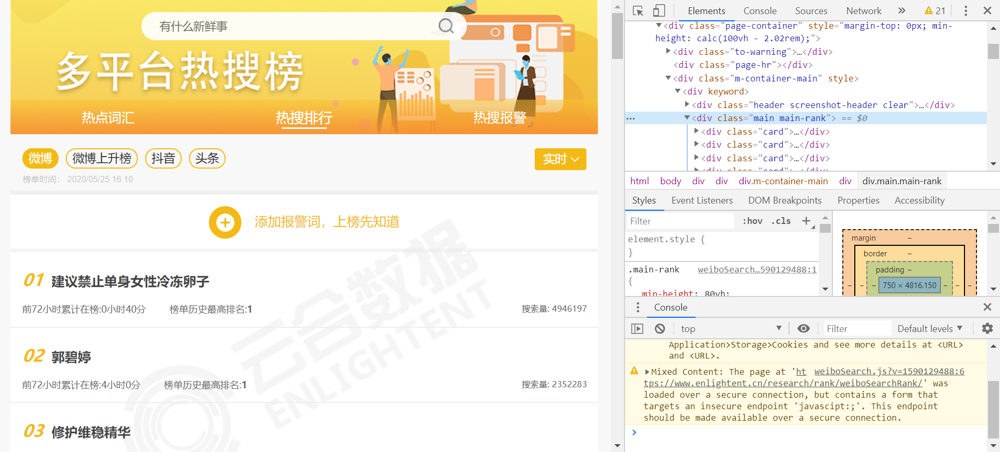 有什么新鲜事
多平台热搜榜
热点词汇
热搜排行
热搜报警
微博
微博上升榜
抖音
头条
实时
榜单时间： 2020/05/25 16:10
添加报警词，上榜先知道
01 建议禁止单身女性冷冻卵子
前72小时累计在榜:0小时40分 榜单历史最高排名:1 搜索量: 4946197
02 郭碧婷
前72小时累计在榜:4小时0分 榜单历史最高排名:1 搜索量: 2352283
03 修护维稳精华
云合数据
ENLIGHTENT
Elements Console Sources Network » 21
<div class="page-container" style="margin-top: 0px; min-
height: calc(100vh - 2.02rem);">
<div class="to-warning">…</div>
<div class="page-hr"></div>
<div class="m-container-main" style>
<div keyword>
<div class="header screenshot-header clear">…</div>
<div class="main main-rank"> == $0
<div class="card">…</div>
<div class="card">…</div>
<div class="card">…</div>
<div class="card">…</div>
html body div div div.m-container-main div div.main.main-rank
Styles Event Listeners DOM Breakpoints Properties Accessibility
Filter :hov .cls +
element.style {
}
.main-rank weiboSearch…590129488:1
{
min-height: 80vh;
margin –
border –
padding –
– – – 750 × 4816.150 – – –
Console
top Filter Default levels
Application>Storage>Cookies and see more details at <URL>
and <URL>.
Mixed Content: The page at 'ht weiboSearch.js?v=1590129488:6
tps://www.enlightent.cn/research/rank/weiboSearchRank/' was
loaded over a secure connection, but contains a form that
targets an insecure endpoint 'javascipt:;'. This endpoint
should be made available over a secure connection.